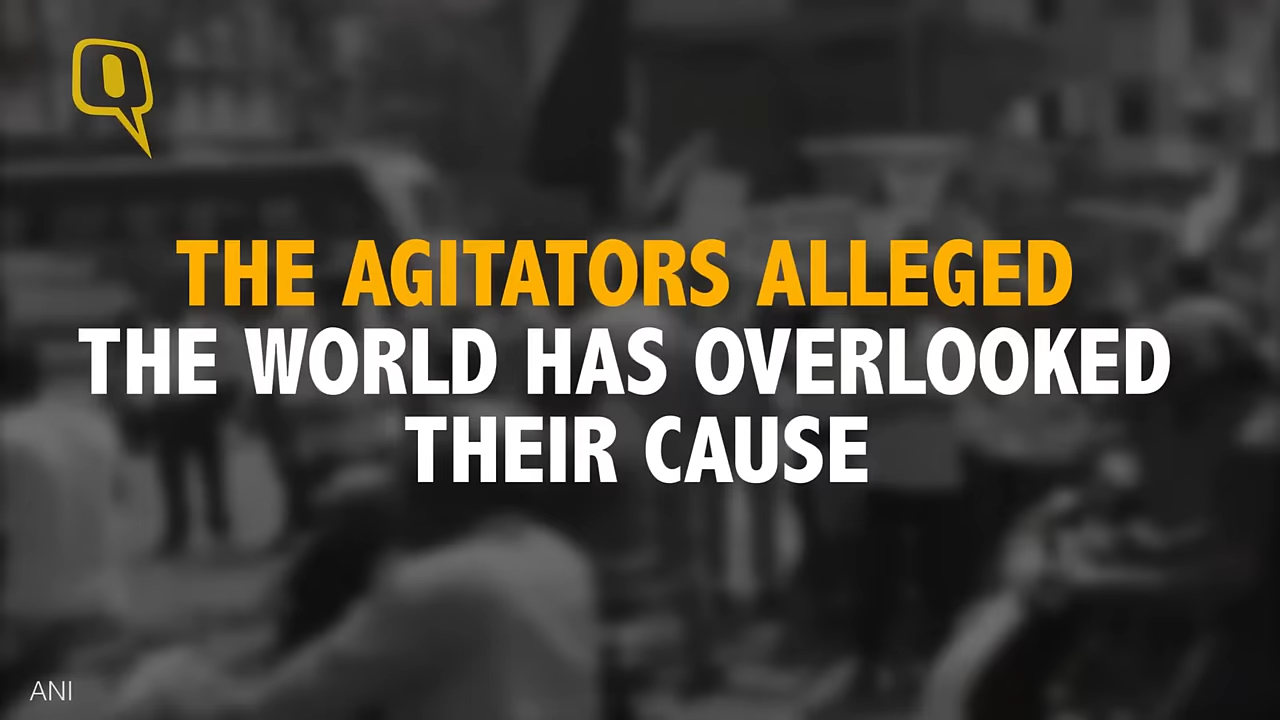 THE AGITATORS ALLEGED
THE WORLD HAS OVERLOOKED
THEIR CAUSE
ANI